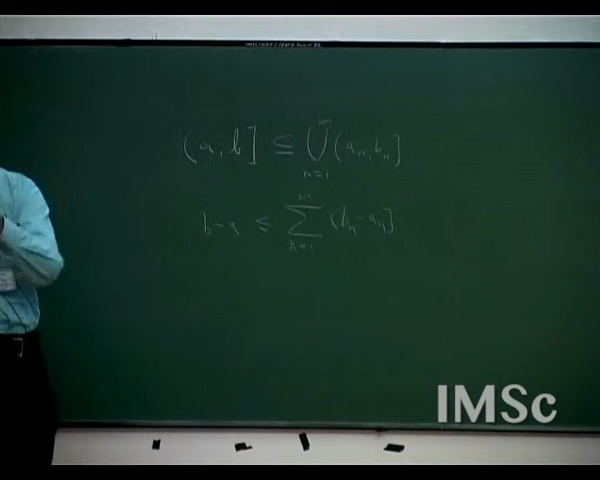 (a, b] ⊆ ⋃_{n=1}^{∞} (a_n, b_n]
b-a ≤ ∑_{n=1}^{∞} (b_n - a_n]
IMSc